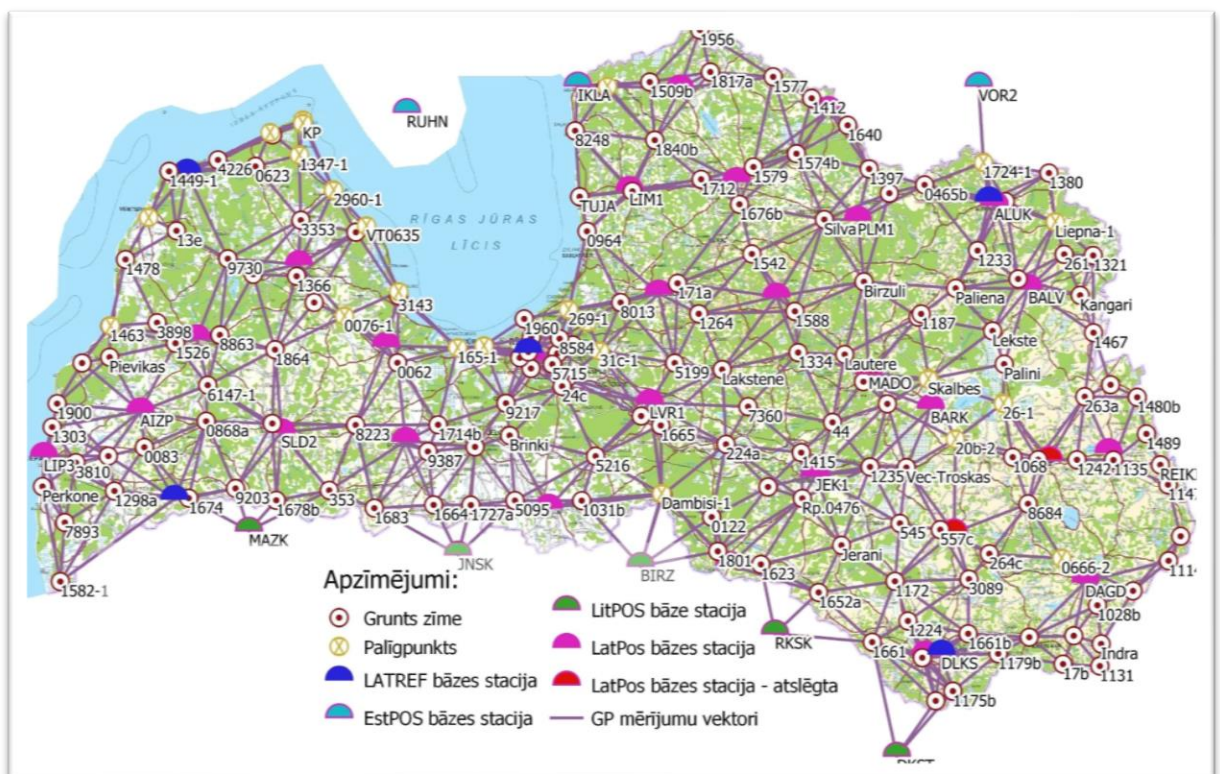 1956
1817a
1577
IKLA
1509b
1412
VOR2
RUHN
KP
8248
1840b
1640
1347-1
4226
0623
1574b
1579
1449-1
1397
1724-1
1712
1380
2960-1
0465b
TUJA
LIM1
ALUK
1676b
RĪGAS JŪRAS
LĪCIS
3353
Silva
PLM1
Liepna-1
VT0635
13e
0964
1233
261
1321
1542
1478
9730
1366
171a
Birzuli
Paliena
BALV
Kangari
3143
269-1
8013
1264
1588
1187
0076-1
1463
3898
1960
Lekste
1467
1526
8863
1864
165-1
8584
31c-1
1334
Lautere
Pievikas
0062
5715
5199
Lakstene
Palini
MADO
Skalbes
6147-1
24c
1900
AIZP
9217
LVR1
7360
BARK
26-1
263a
1480b
1303
0868a
SLD2
8223
1714b
1665
44
Brinki
224a
20b-2
1489
0083
9387
LIP3
3810
5216
1415
1068
1242
1135
REIK
JEK1
1235
Vec-Troskas
Perkone
1298a
1674
9203
1678b
353
1683
1664
1727a
5095
1031b
Dambisi-1
Rp.0476
8684
7893
MAZK
0122
545
557c
JNSK
BIRZ
1801
Jerani
264c
0666-2
1582-1
1623
1172
3089
DAGD
1652a
1028b
1224
RKSK
1661
1661b
DLKS
1179b
Indra
17b
1131
1175b
Apzīmējumi:
Grunts zīme
Palīgpunkts
LATREF bāzes stacija
EstPOS bāzes stacija
LitPOS bāze stacija
LatPos bāzes stacija
LatPos bāzes stacija - atslēgta
GP mērījumu vektori